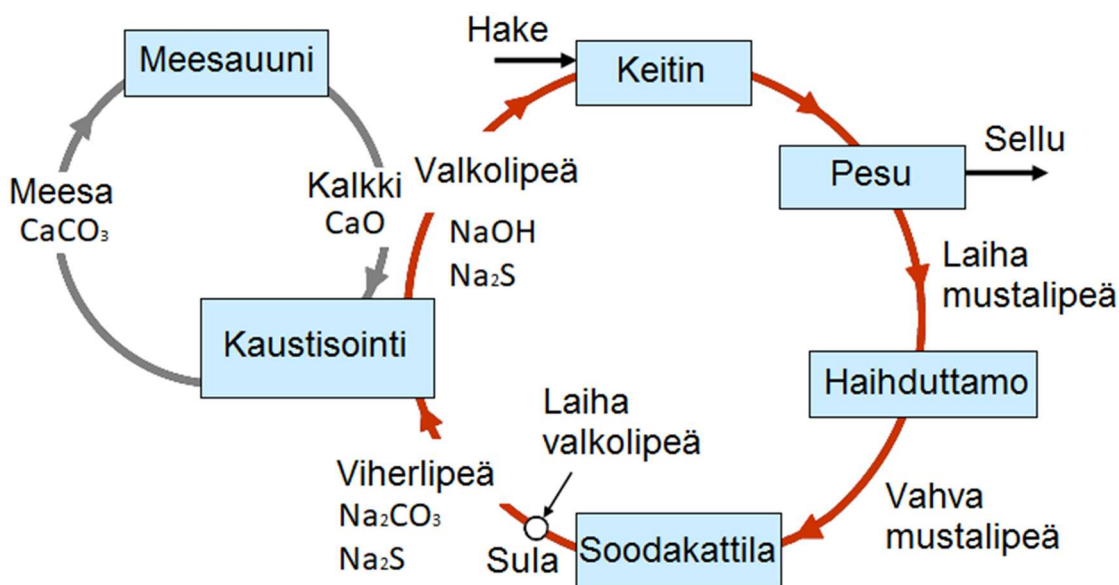 Meesauuni
Meesa
CaCO₃
Kalkki
CaO
Kaustisointi
Hake
Keitin
Valkolipeä
NaOH
Na₂S
Pesu
Sellu
Laiha
mustalipeä
Haihduttamo
Vahva
mustalipeä
Soodakattila
Laiha
valkolipeä
Sula
Viherlipeä
Na₂CO₃
Na₂S